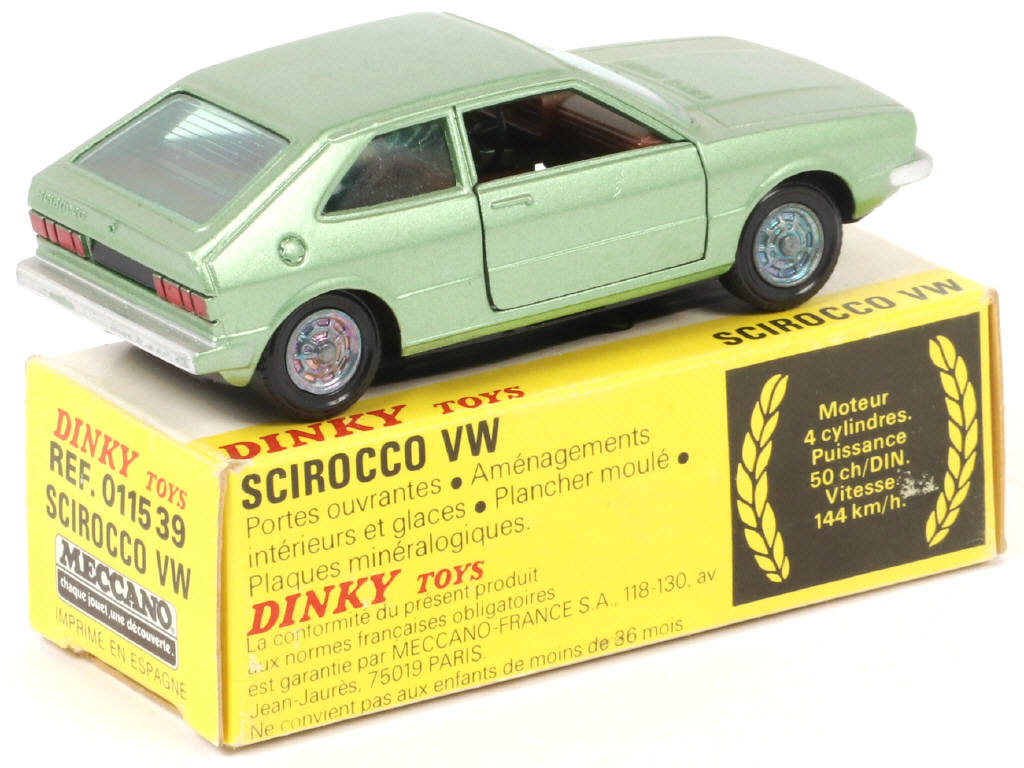 SCIROCCO VW
DINKY TOYS
SCIROCCO VW
Portes ouvrantes • Aménagements
intérieurs et glaces • Plancher moulé •
Plaques minéralogiques.
DINKY TOYS
La conformité du présent produit
aux normes françaises obligatoires
est garantie par MECCANO-FRANCE S.A., 118-130, av
Jean-Jaurès, 75019 PARIS.
Ne convient pas aux enfants de moins de 36 mois
Moteur
4 cylindres.
Puissance
50 ch/DIN.
Vitesse
144 km/h.
DINKY TOYS
REF. 011539
SCIROCCO VW
MECCANO
chaque jouet, une découverte.
IMPRIME EN ESPAGNE